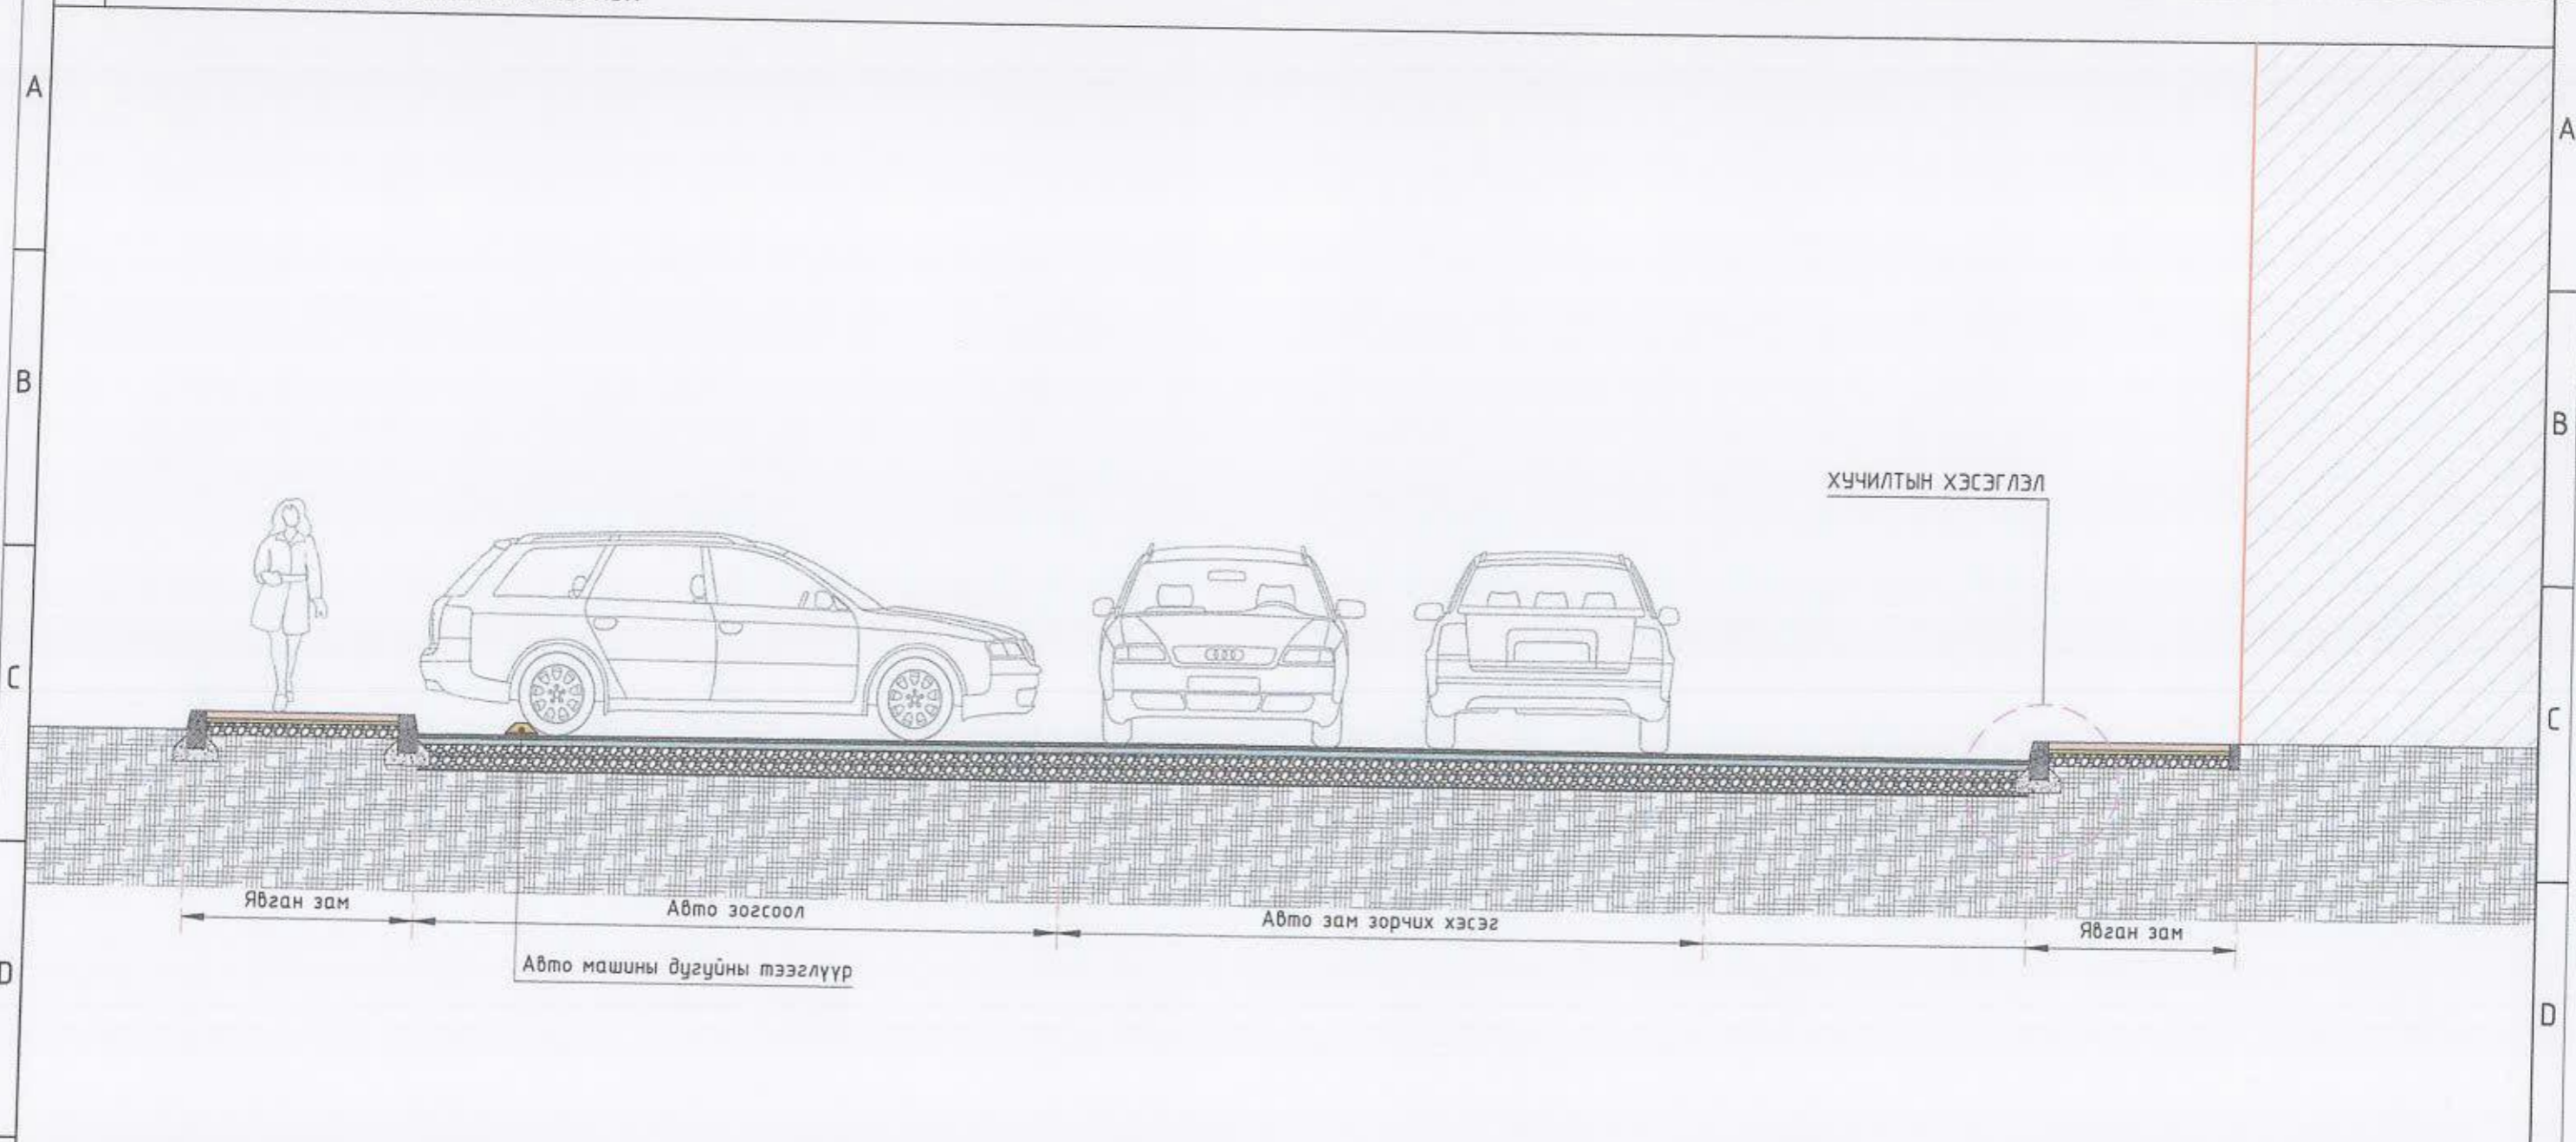 A
A
B
B
ХУЧИЛТЫН ХЭСЭГЛЭЛ
C
C
Явган зам
Авто зогсоол
Авто зам зорчих хэсэг
Явган зам
Авто машины дугуйны тээглүүр
D
D